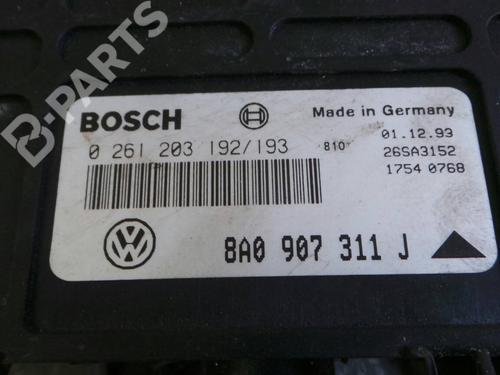 B-PARTS
BOSCH
Made in Germany
0 261 203 192/193
810
01.12.93
26SA3152
1754 0768
8A0 907 311 J